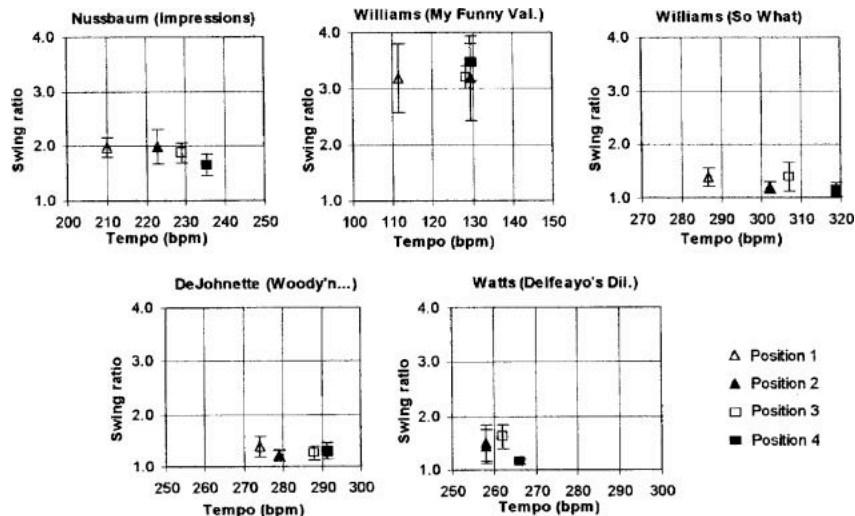 Nussbaum (Impressions)
4.0
3.0
2.0
1.0
Swing ratio
200 210 220 230 240 250
Tempo (bpm)
Williams (My Funny Val.)
4.0
3.0
2.0
1.0
Swing ratio
100 110 120 130 140 150
Tempo (bpm)
Williams (So What)
4.0
3.0
2.0
1.0
Swing ratio
270 280 290 300 310 320
Tempo (bpm)
DeJohnette (Woody'n...)
4.0
3.0
2.0
1.0
Swing ratio
250 260 270 280 290 300
Tempo (bpm)
Watts (Delfeayo's Dil.)
4.0
3.0
2.0
1.0
Swing ratio
250 260 270 280 290 300
Tempo (bpm)
Position 1
Position 2
Position 3
Position 4